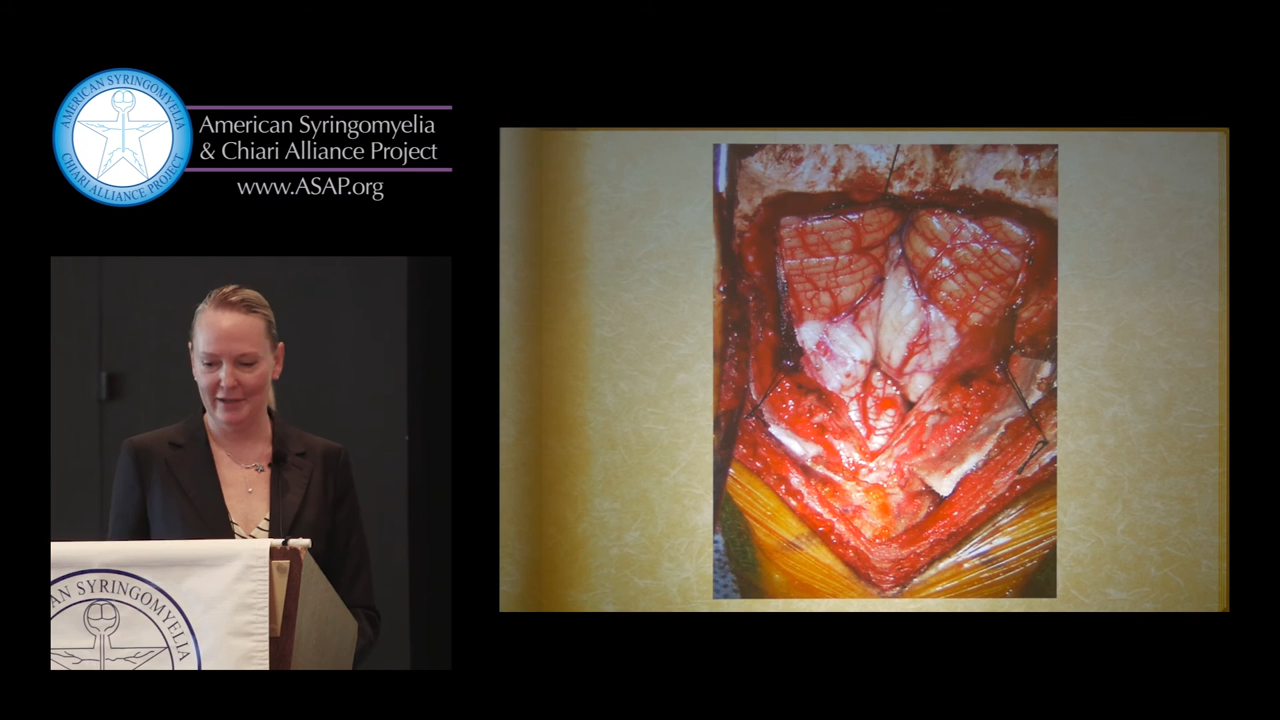 AMERICAN SYRINGOMYELIA
CHIARI ALLIANCE PROJECT
American Syringomyelia
& Chiari Alliance Project
www.ASAP.org
AN SYRINGOMYELIA